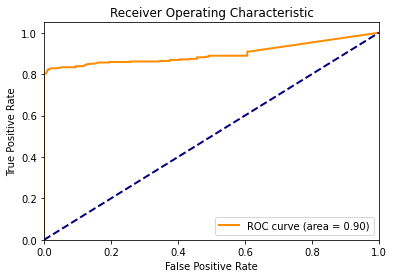 Receiver Operating Characteristic
True Positive Rate
1.0
0.8
0.6
0.4
0.2
0.0
ROC curve (area = 0.90)
0.0 0.2 0.4 0.6 0.8 1.0
False Positive Rate